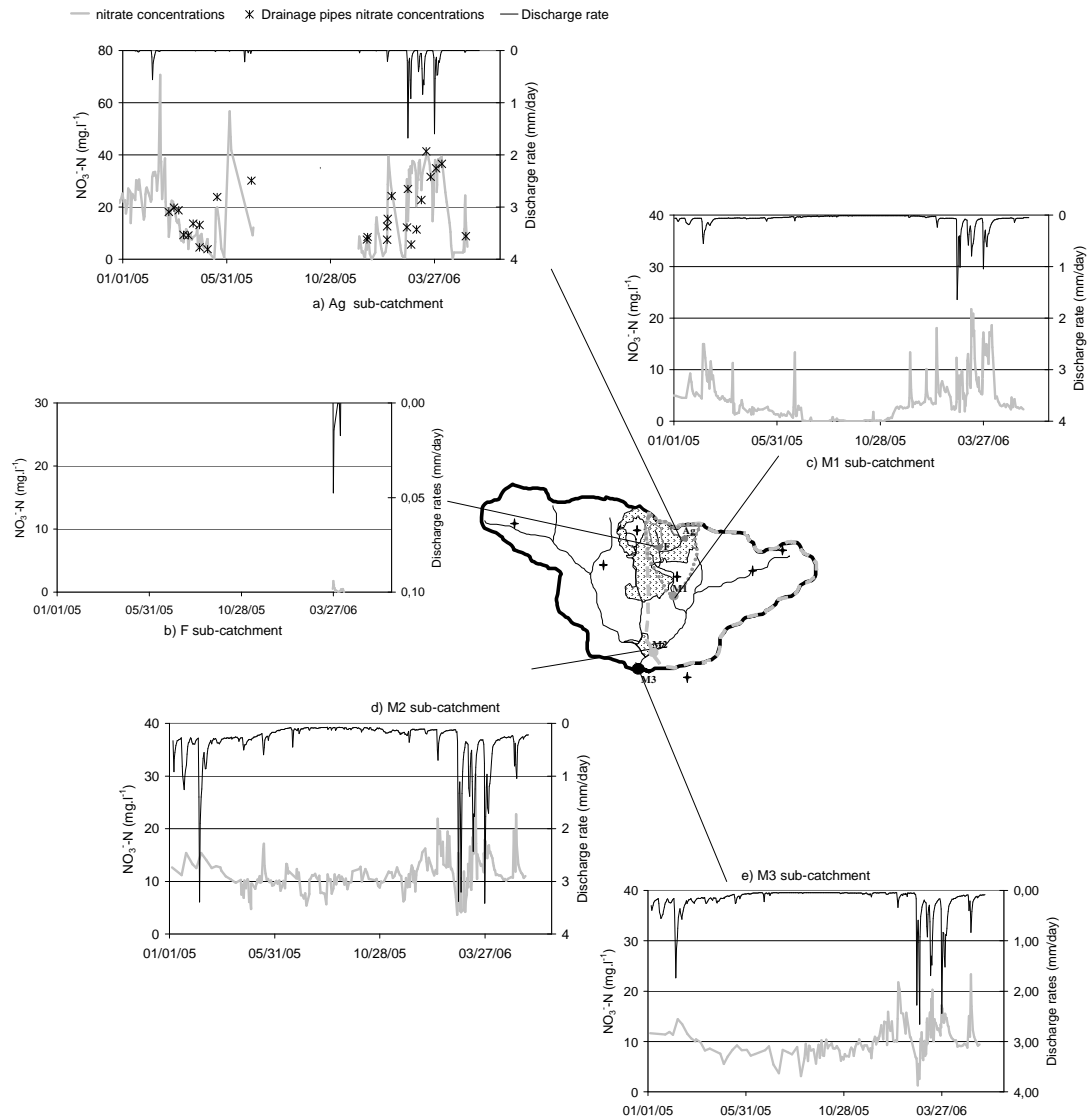 nitrate concentrations Drainage pipes nitrate concentrations Discharge rate
80
60
40
20
0
NO₃⁻-N (mg.l⁻¹)
0
1
2
3
4
Discharge rate (mm/day)
01/01/05 05/31/05 10/28/05 03/27/06
a) Ag sub-catchment
40
30
20
10
0
NO₃⁻-N (mg.l⁻¹)
0
1
2
3
4
Discharge rate (mm/day)
01/01/05 05/31/05 10/28/05 03/27/06
c) M1 sub-catchment
30
20
10
0
NO₃⁻-N (mg.l⁻¹)
0,00
0,05
0,10
Discharge rates (mm/day)
01/01/05 05/31/05 10/28/05 03/27/06
b) F sub-catchment
Ag
F
M1
M2
M3
d) M2 sub-catchment
40
30
20
10
0
NO₃⁻-N (mg.l⁻¹)
0
1
2
3
4
Discharge rate (mm/day)
01/01/05 05/31/05 10/28/05 03/27/06
e) M3 sub-catchment
40
30
20
10
0
NO₃⁻-N (mg.l⁻¹)
0,00
1,00
2,00
3,00
4,00
Discharge rates (mm/day)
01/01/05 05/31/05 10/28/05 03/27/06